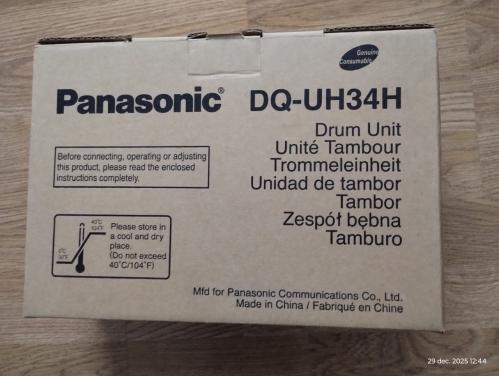 Genuine
Consumable
Panasonic® DQ-UH34H
Drum Unit
Unité Tambour
Trommeleinheit
Unidad de tambor
Tambor
Zespół bębna
Tamburo
Before connecting, operating or adjusting
this product, please read the enclosed
instructions completely.
40°C
104°F
0°C
32°F
Please store in
a cool and dry
place.
(Do not exceed
40°C/104°F)
Mfd for Panasonic Communications Co., Ltd.
Made in China / Fabriqué en Chine
29 dec. 2025 12:44